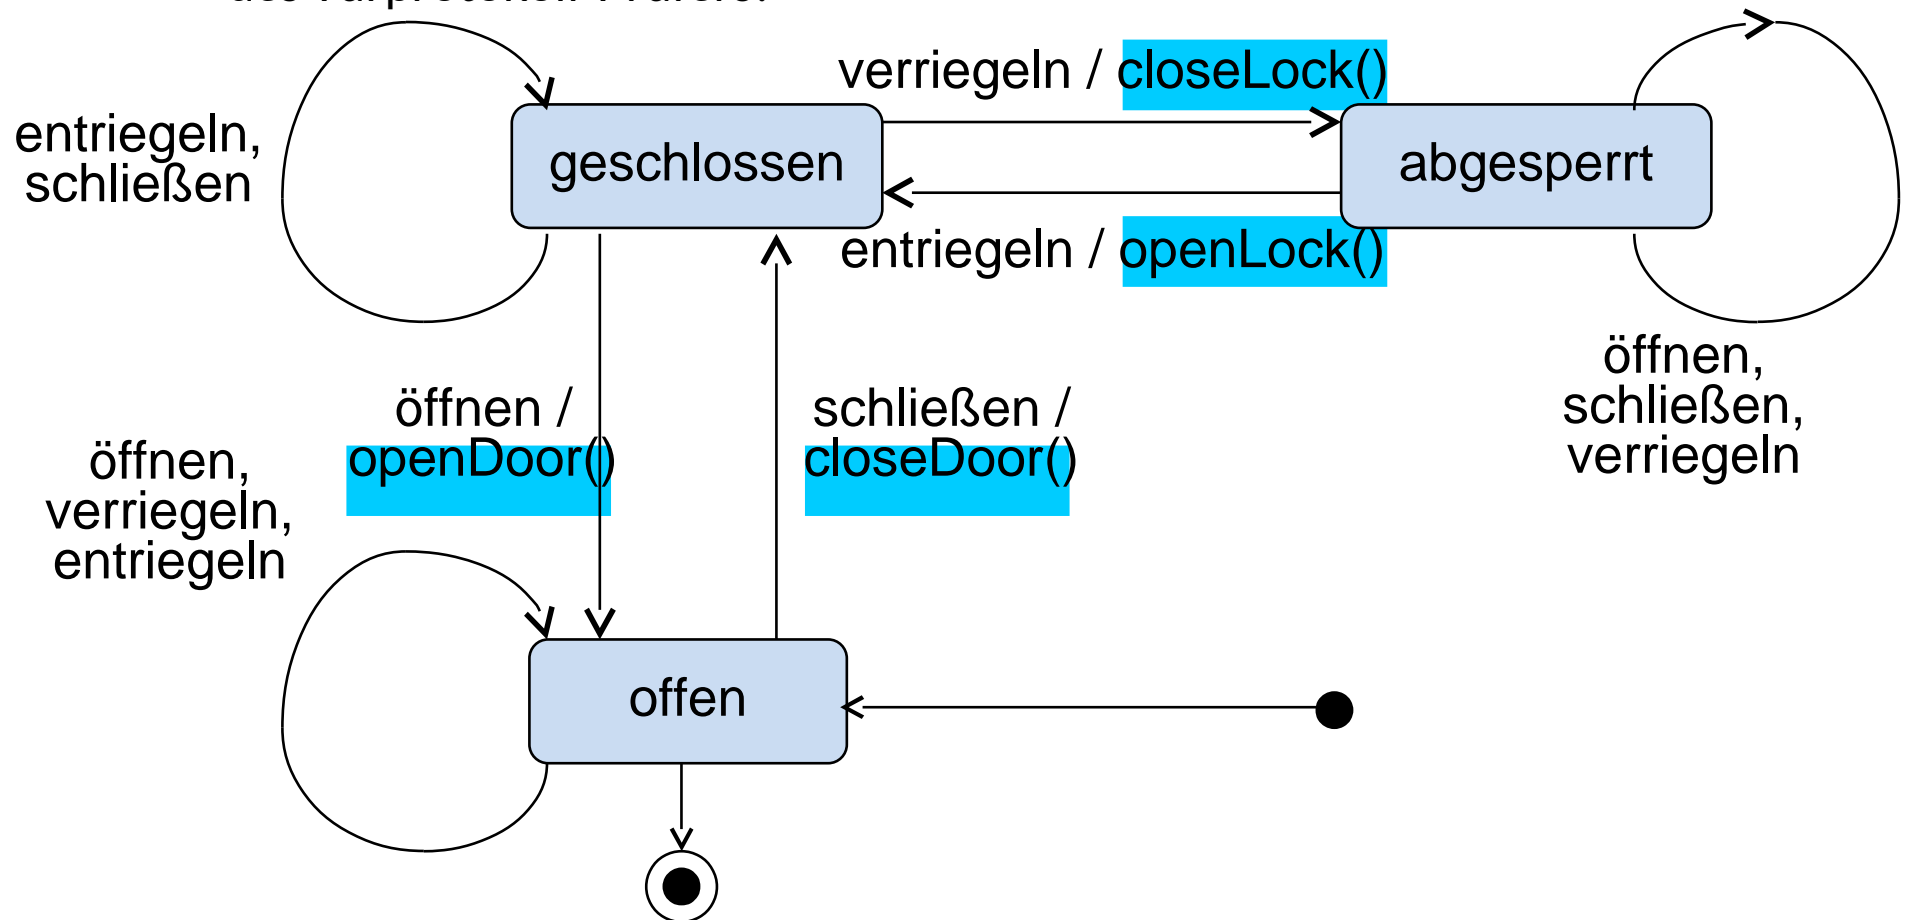 verriegeln / closeLock()
entriegeln,
schließen
geschlossen
abgesperrt
entriegeln / openLock()
öffnen /
openDoor()
schließen /
closeDoor()
öffnen,
schließen,
verriegeln
öffnen,
verriegeln,
entriegeln
offen